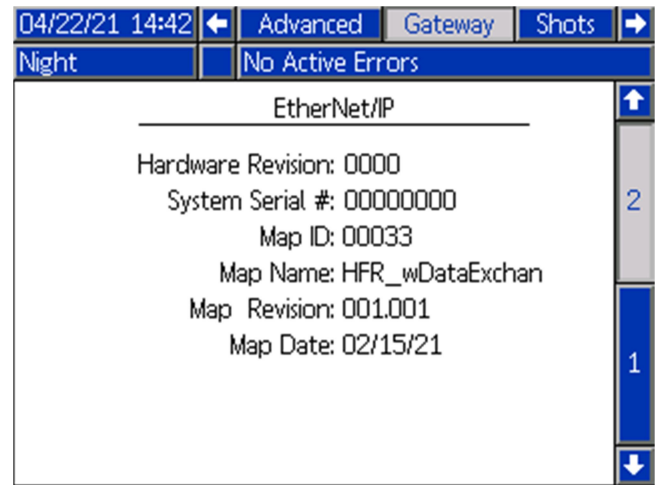 04/22/21 14:42 Advanced Gateway Shots
Night No Active Errors
EtherNet/IP
Hardware Revision: 0000
System Serial #: 00000000
2
Map ID: 00033
Map Name: HFR_wDataExchan
Map Revision: 001.001
Map Date: 02/15/21
1